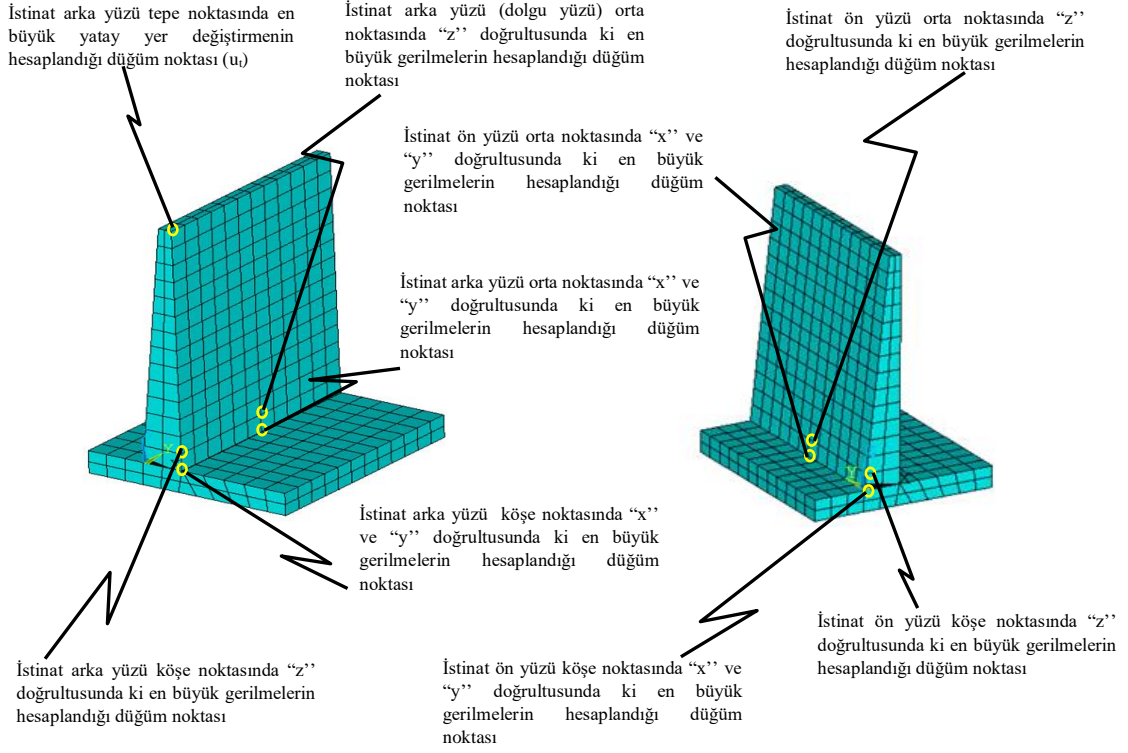 İstinat arka yüzü tepe noktasında en
büyük yatay yer değiştirmenin
hesaplandığı düğüm noktası (ut)
İstinat arka yüzü (dolgu yüzü) orta
noktasında “z’’ doğrultusunda ki en
büyük gerilmelerin hesaplandığı düğüm
noktası
İstinat ön yüzü orta noktasında “z’’
doğrultusunda ki en büyük gerilmelerin
hesaplandığı düğüm noktası
İstinat ön yüzü orta noktasında “x’’ ve
“y’’ doğrultusunda ki en büyük
gerilmelerin hesaplandığı düğüm
noktası
İstinat arka yüzü orta noktasında “x’’ ve
“y’’ doğrultusunda ki en büyük
gerilmelerin hesaplandığı düğüm
noktası
İstinat arka yüzü köşe noktasında “x’’
ve “y’’ doğrultusunda ki en büyük
gerilmelerin hesaplandığı düğüm
noktası
İstinat arka yüzü köşe noktasında “z’’
doğrultusunda ki en büyük gerilmelerin
hesaplandığı düğüm noktası
İstinat ön yüzü köşe noktasında “x’’ ve
“y’’ doğrultusunda ki en büyük
gerilmelerin hesaplandığı düğüm
noktası
İstinat ön yüzü köşe noktasında “z’’
doğrultusunda ki en büyük gerilmelerin
hesaplandığı düğüm noktası